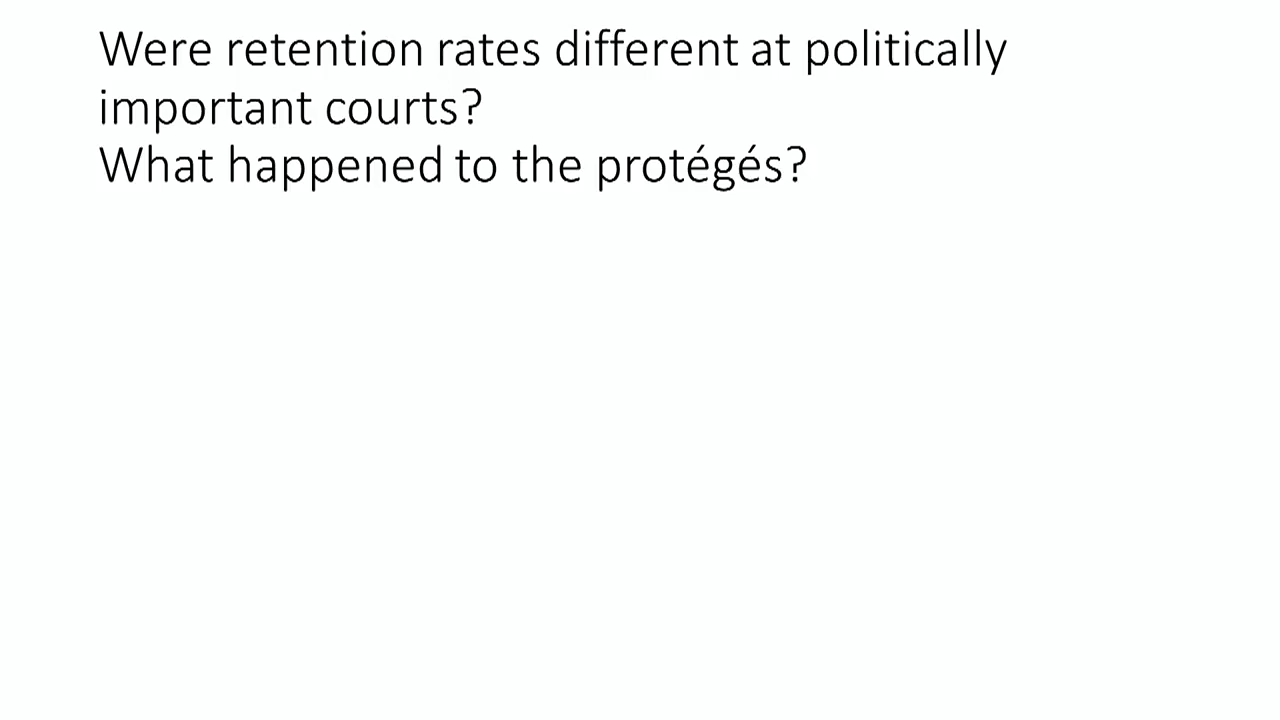 Were retention rates different at politically
important courts?
What happened to the protégés?